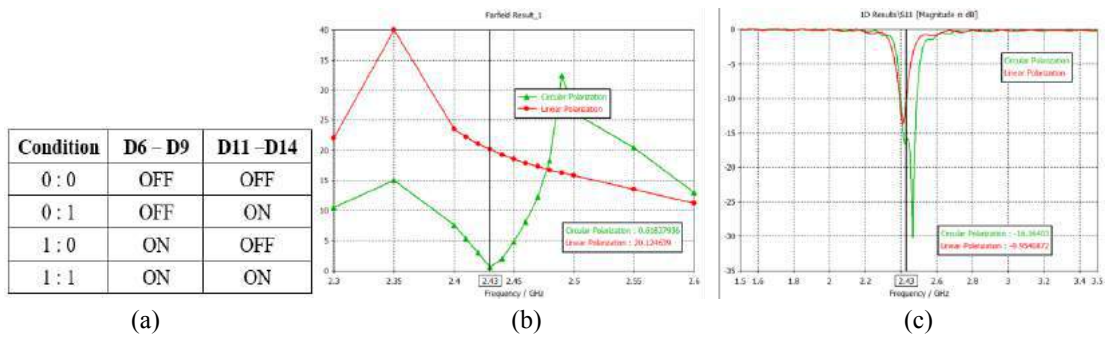 Condition D6 – D9 D11 –D14
0 : 0 OFF OFF
0 : 1 OFF ON
1 : 0 ON OFF
1 : 1 ON ON
(a)
Farfield Result_1
40
35
30
25
20
15
10
5
0
Circular Polarization
Linear Polarization
Circular Polarization : 0.61827936
Linear Polarization : 20.124639
2.3 2.35 2.4 2.43 2.45 2.5 2.55 2.6
Frequency / GHz
(b)
1D Results\S11 [Magnitude in dB]
0
-5
-10
-15
-20
-25
-30
-35
Circular Polarization
Linear Polarization
Circular Polarization :
Linear Polarization : -9.9540872
1.5 1.6 1.8 2 2.2 2.43 2.6 2.8 3 3.2 3.4 3.5
Frequency / GHz
(c)